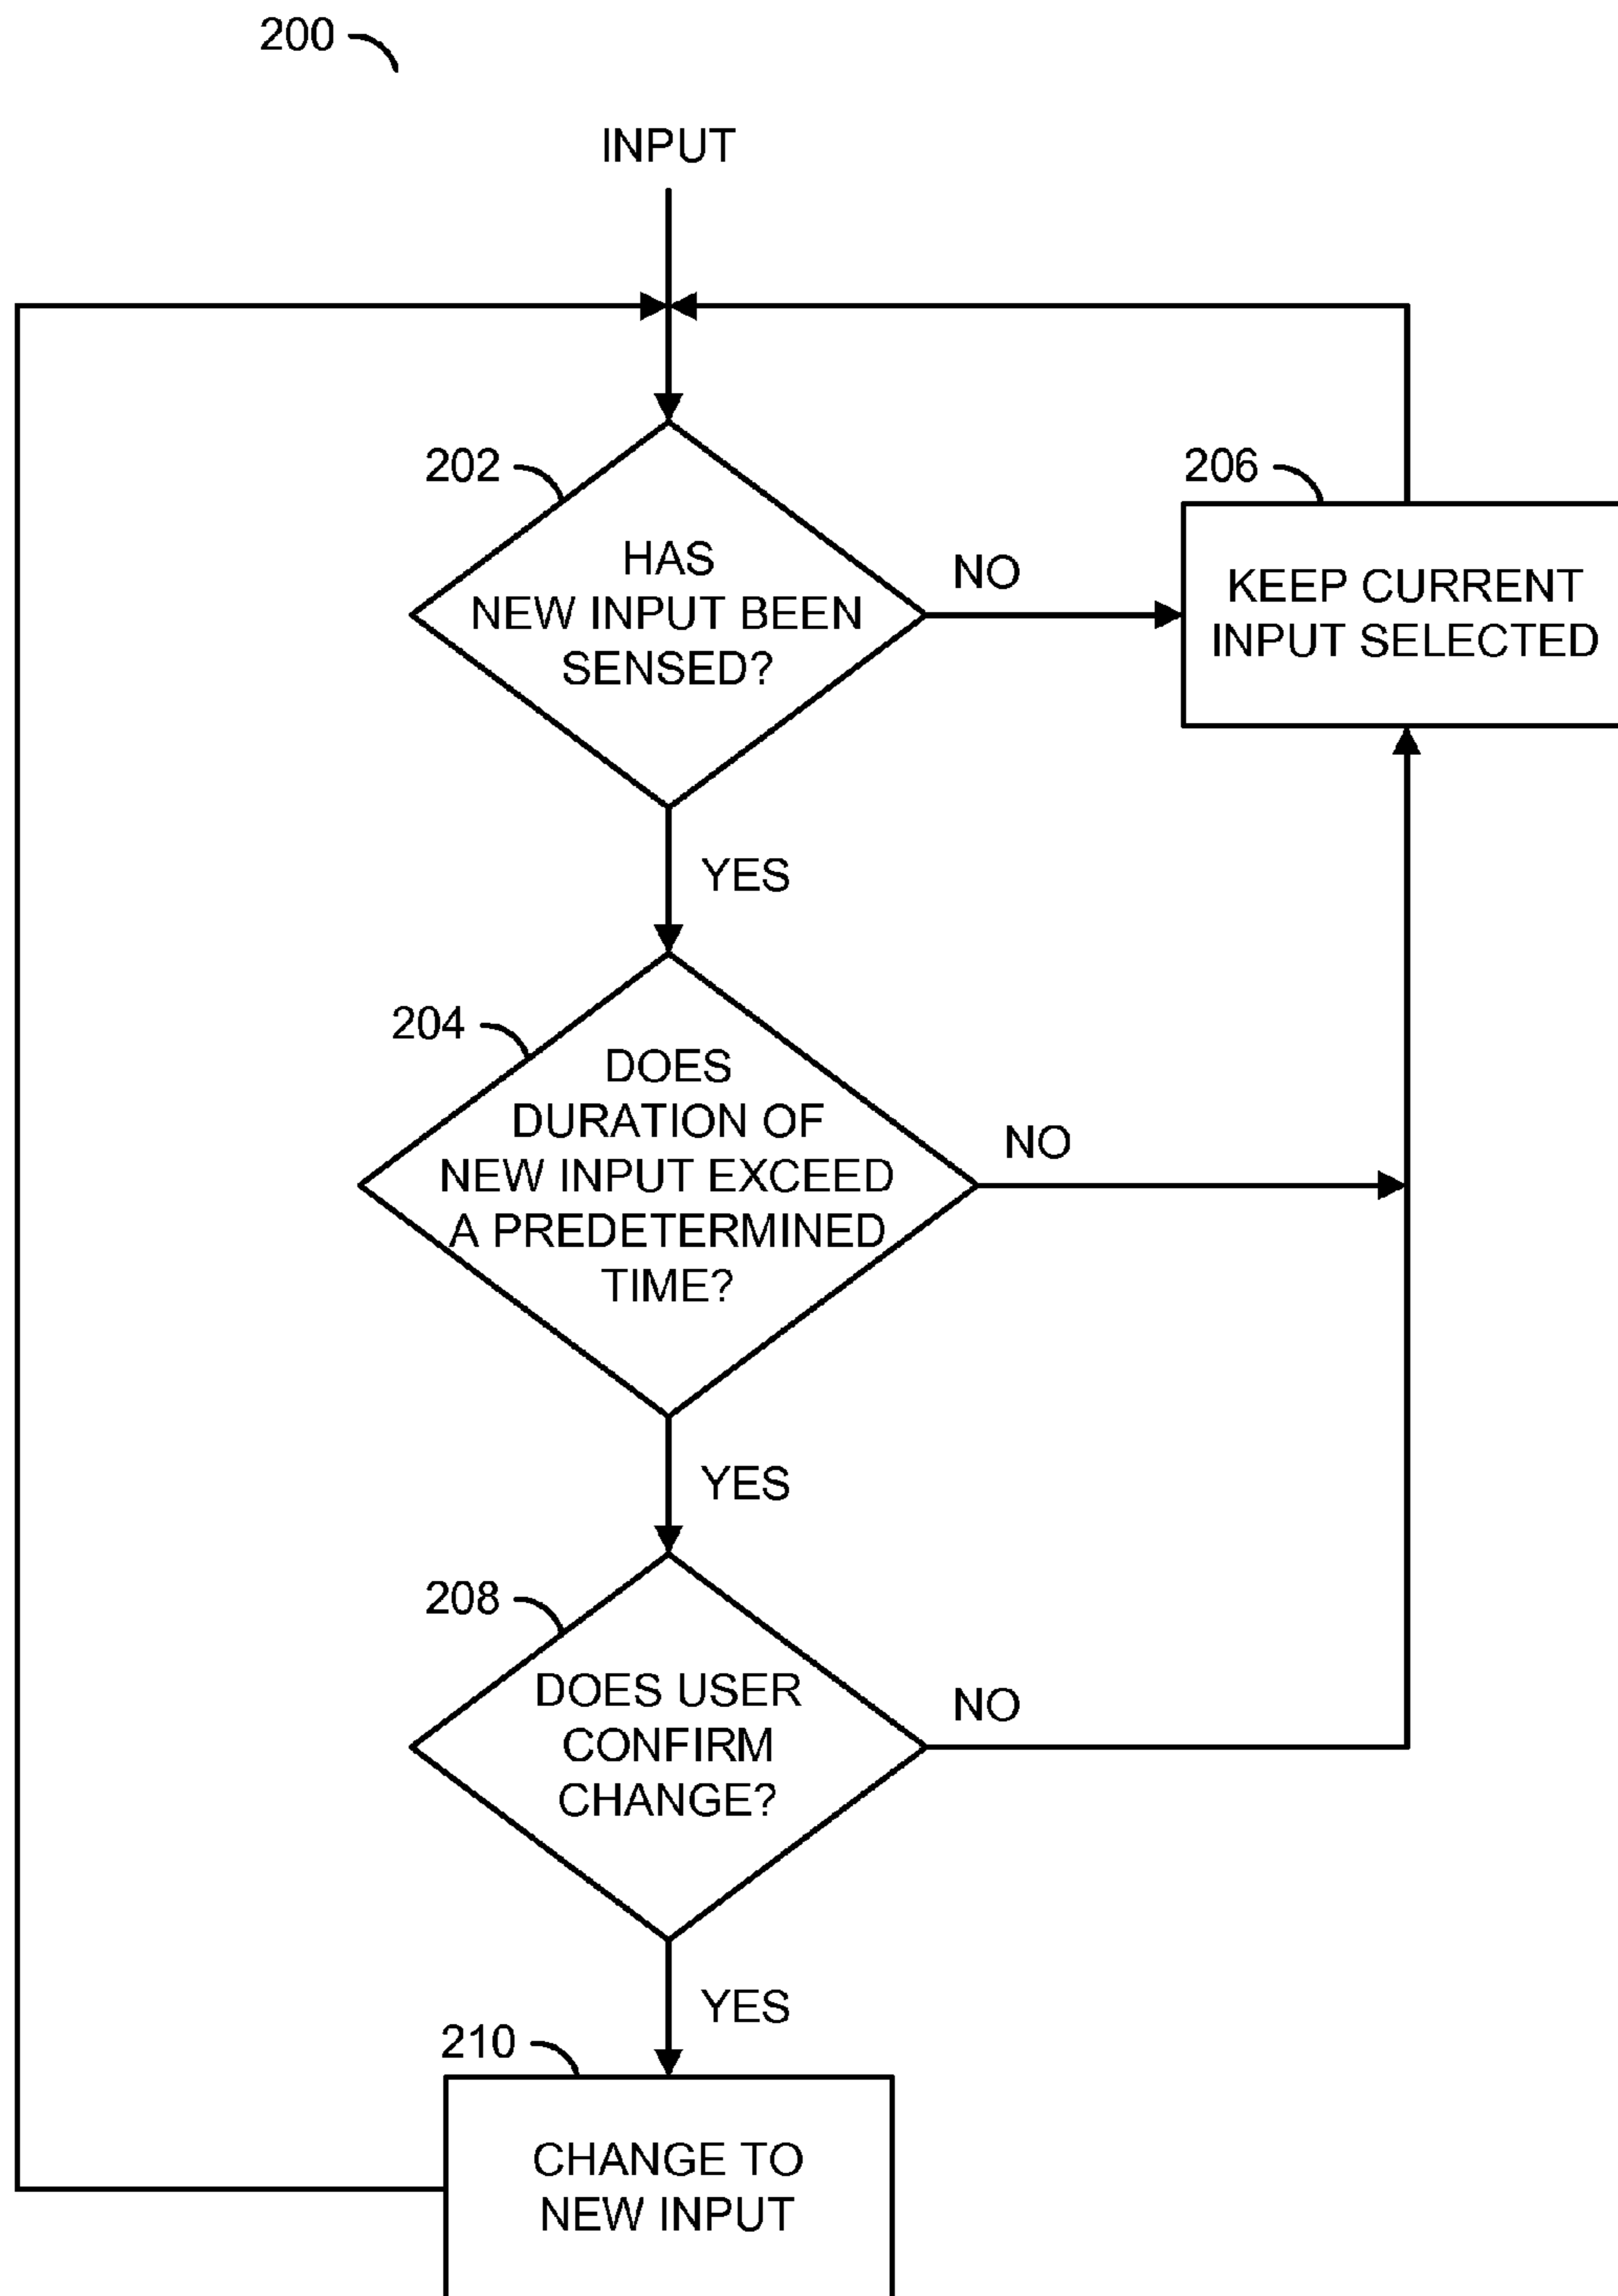 200
INPUT
202
HAS
NEW INPUT BEEN
SENSED?
NO
206
KEEP CURRENT
INPUT SELECTED
YES
204
DOES
DURATION OF
NEW INPUT EXCEED
A PREDETERMINED
TIME?
NO
YES
208
DOES USER
CONFIRM
CHANGE?
NO
YES
210
CHANGE TO
NEW INPUT